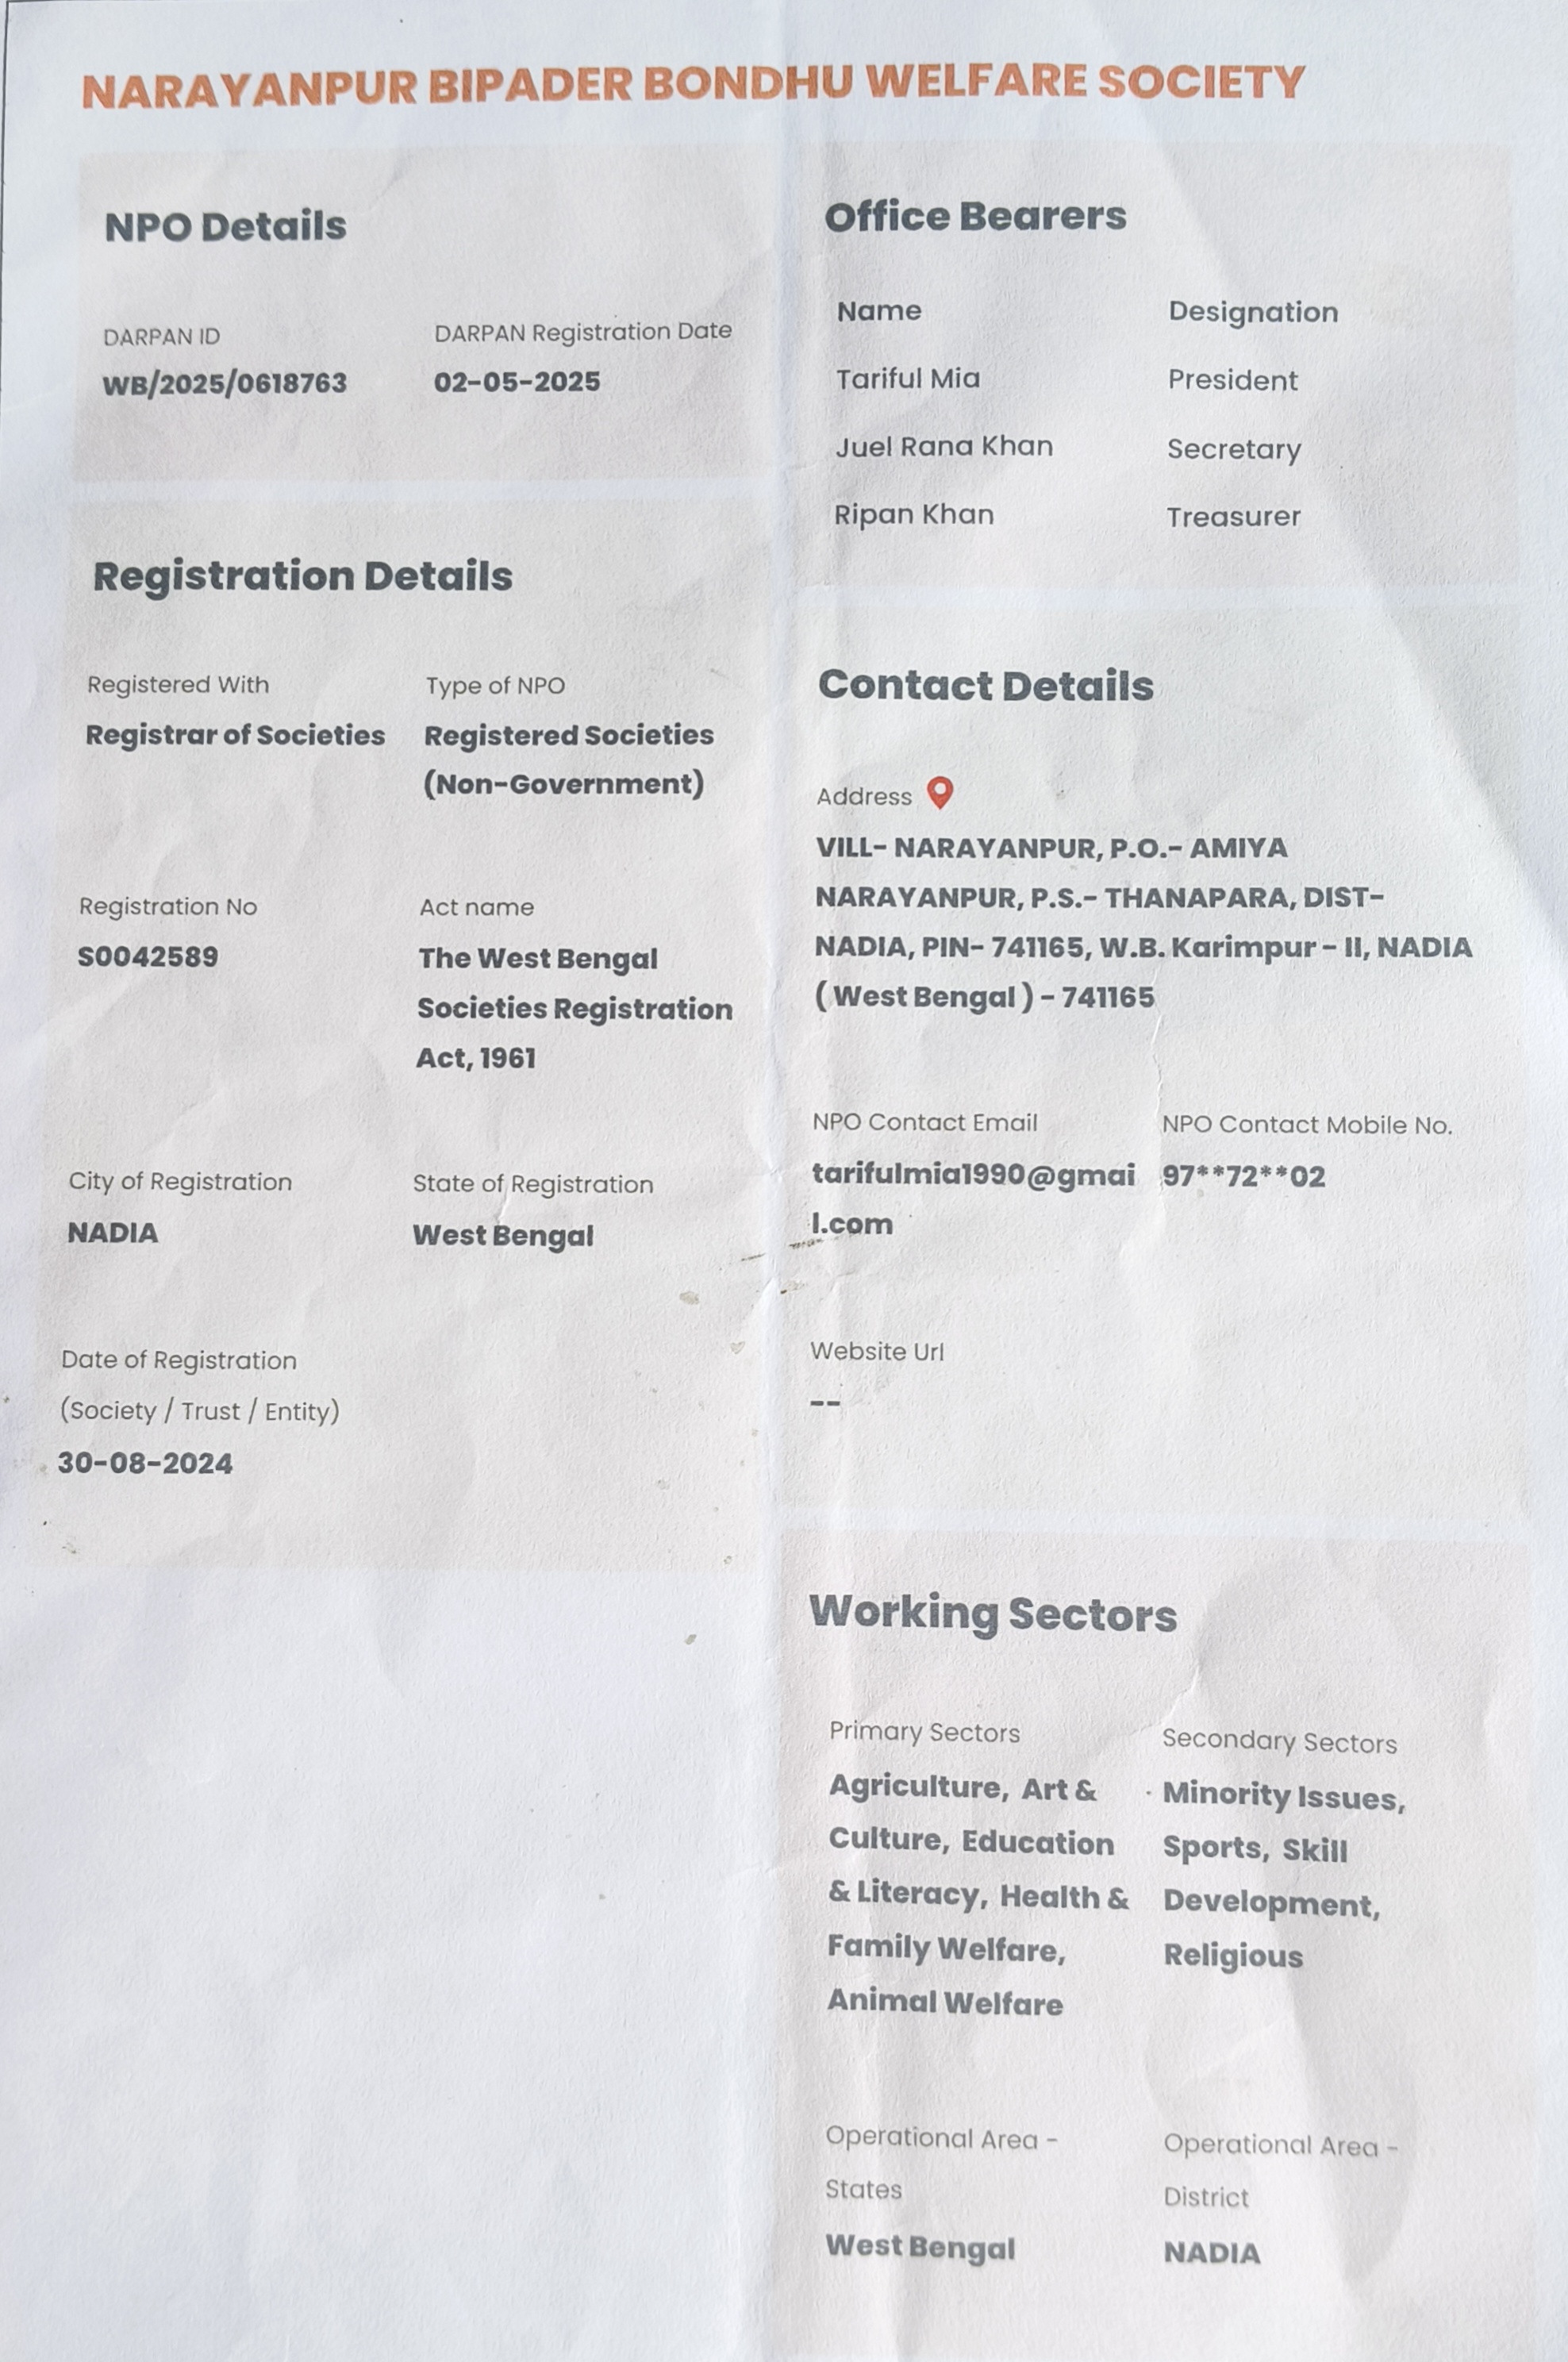 NARAYANPUR BIPADER BONDHU WELFARE SOCIETY
NPO Details
DARPAN ID
WB/2025/0618763
DARPAN Registration Date
02-05-2025
Registration Details
Registered With
Registrar of Societies
Type of NPO
Registered Societies
(Non-Government)
Registration No
S0042589
Act name
The West Bengal
Societies Registration
Act, 1961
City of Registration
NADIA
State of Registration
West Bengal
Date of Registration
(Society / Trust / Entity)
30-08-2024
Office Bearers
Name Designation
Tariful Mia President
Juel Rana Khan Secretary
Ripan Khan Treasurer
Contact Details
Address
VILL- NARAYANPUR, P.O.- AMIYA
NARAYANPUR, P.S.- THANAPARA, DIST-
NADIA, PIN- 741165, W.B. Karimpur - II, NADIA
( West Bengal ) - 741165
NPO Contact Email
tarifulmia1990@gmai
l.com
NPO Contact Mobile No.
97**72**02
Website Url
--
Working Sectors
Primary Sectors
Agriculture, Art &
Culture, Education
& Literacy, Health &
Family Welfare,
Animal Welfare
Secondary Sectors
Minority Issues,
Sports, Skill
Development,
Religious
Operational Area -
States
West Bengal
Operational Area -
District
NADIA